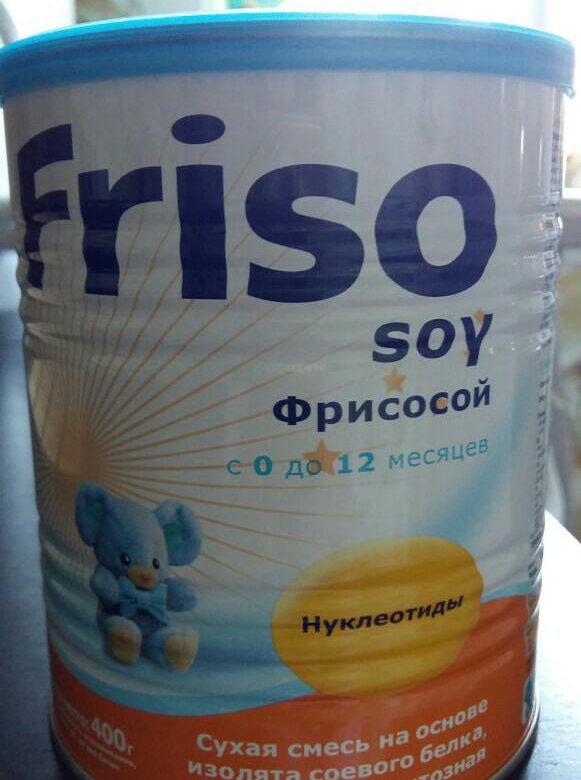 Friso
soy
Фрисосой
с 0 до 12 месяцев
Нуклеотиды
400г
Сухая смесь на основе
изолята соевого белка,